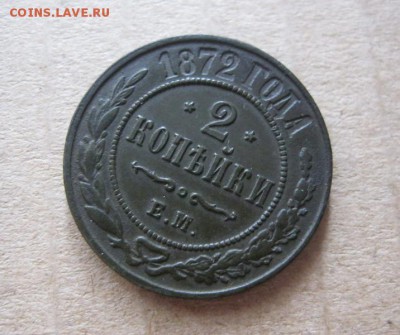 COINS.LAVE.RU
1872 ГОДА
* 2 *
КОПѢЙКИ
Е.М.